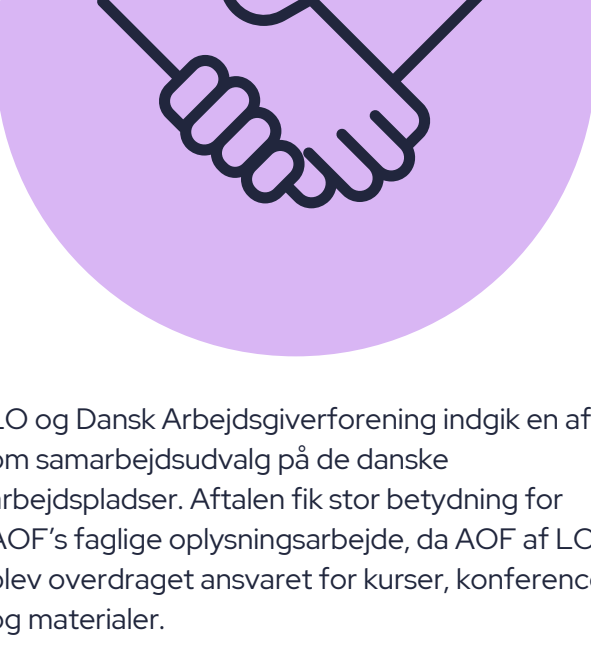 LO og Dansk Arbejdsgiverforening indgik en af
om samarbejdsudvalg på de danske
arbejdspladser. Aftalen fik stor betydning for
AOF’s faglige oplysningsarbejde, da AOF af LO
blev overdraget ansvaret for kurser, konference
og materialer.